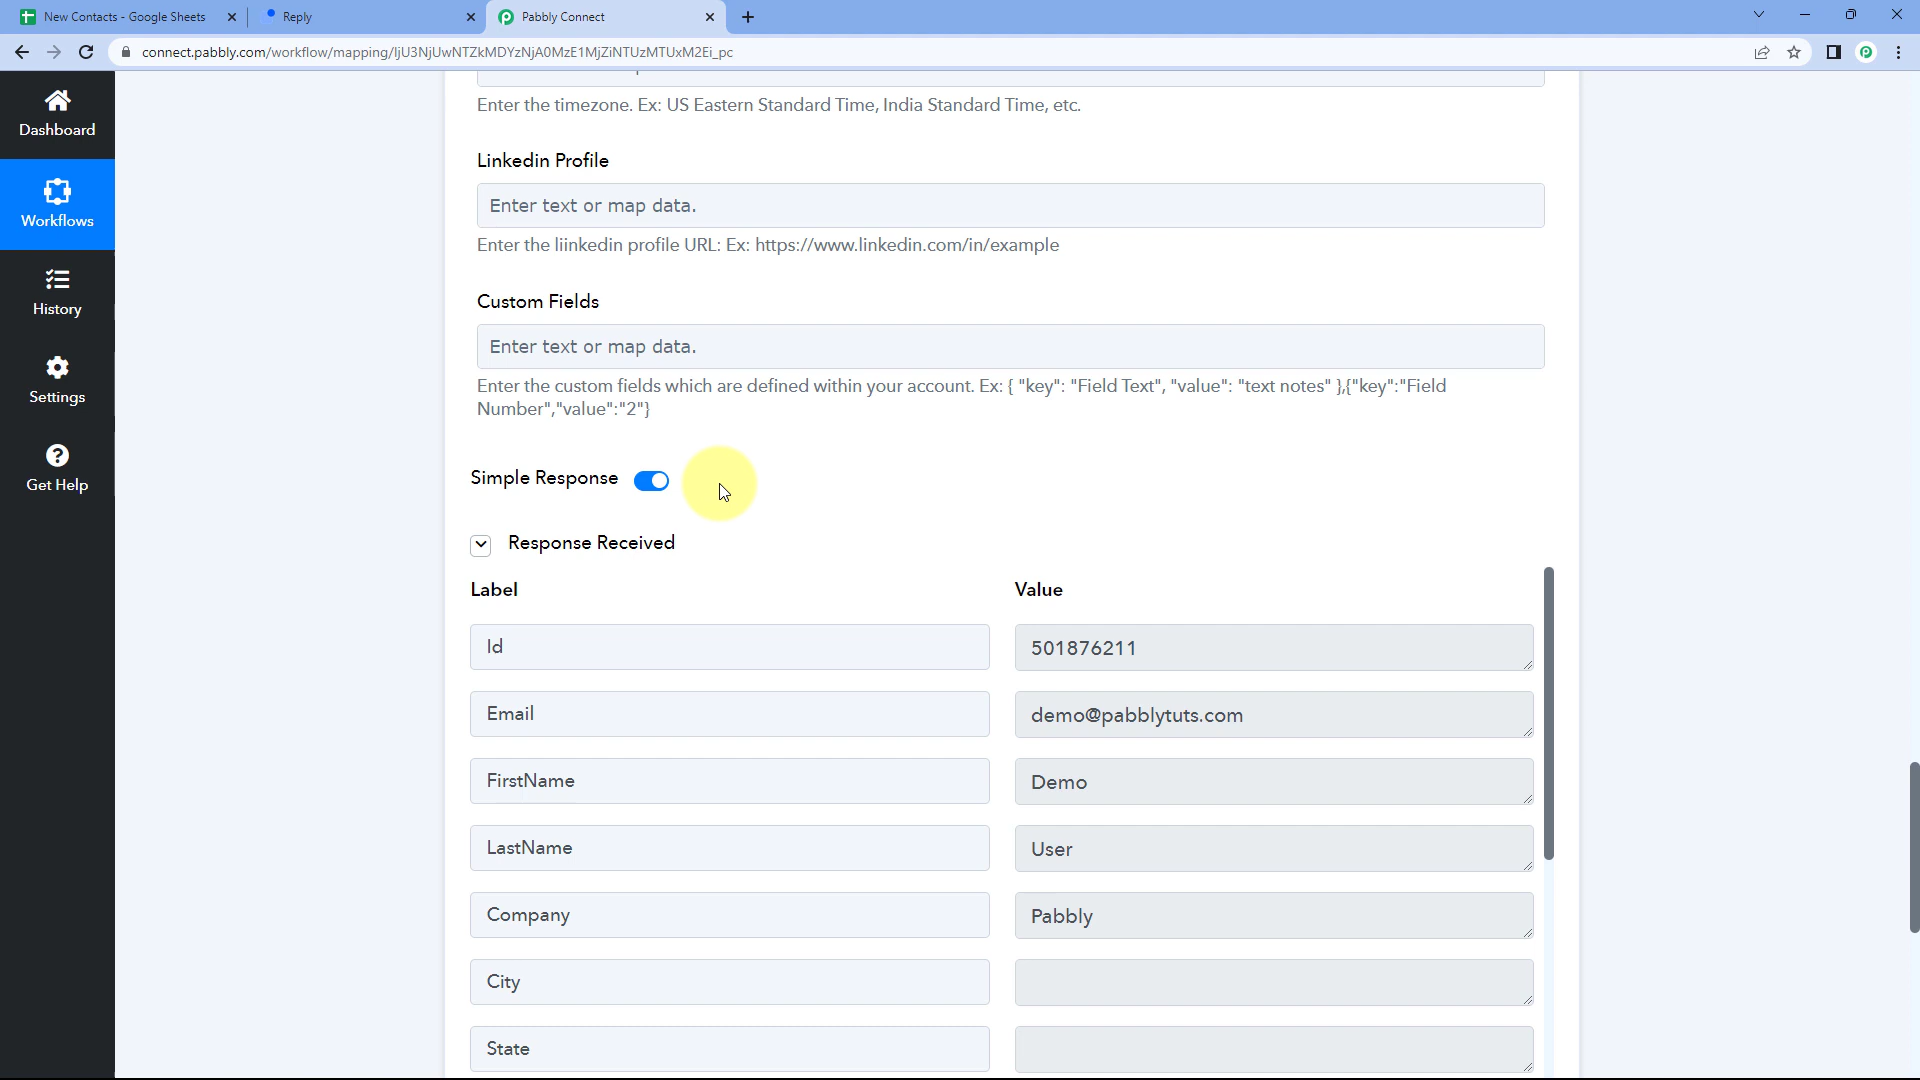 New Contacts - Google Sheets
Reply
Pabbly Connect
connect.pabbly.com/workflow/mapping/IjU3NjUwNTZkMDYzNjA0MzE1MjZiNTUzMTUxM2Ei_pc
Enter the timezone. Ex: US Eastern Standard Time, India Standard Time, etc.
Dashboard
Linkedin Profile
Enter text or map data.
Workflows
Enter the liinkedin profile URL: Ex: https://www.linkedin.com/in/example
Custom Fields
History
Enter text or map data.
Enter the custom fields which are defined within your account. Ex: { "key": "Field Text", "value": "text notes" },{"key":"Field
Number","value":"2"}
Settings
Simple Response
Get Help
Response Received
Label
Value
Id
501876211
Email
demo@pabblytuts.com
FirstName
Demo
LastName
User
Company
Pabbly
City
State